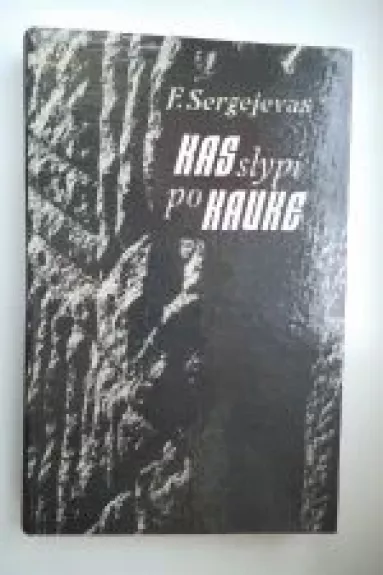 F. Sergejevas
KAS slypi
po KAUKE